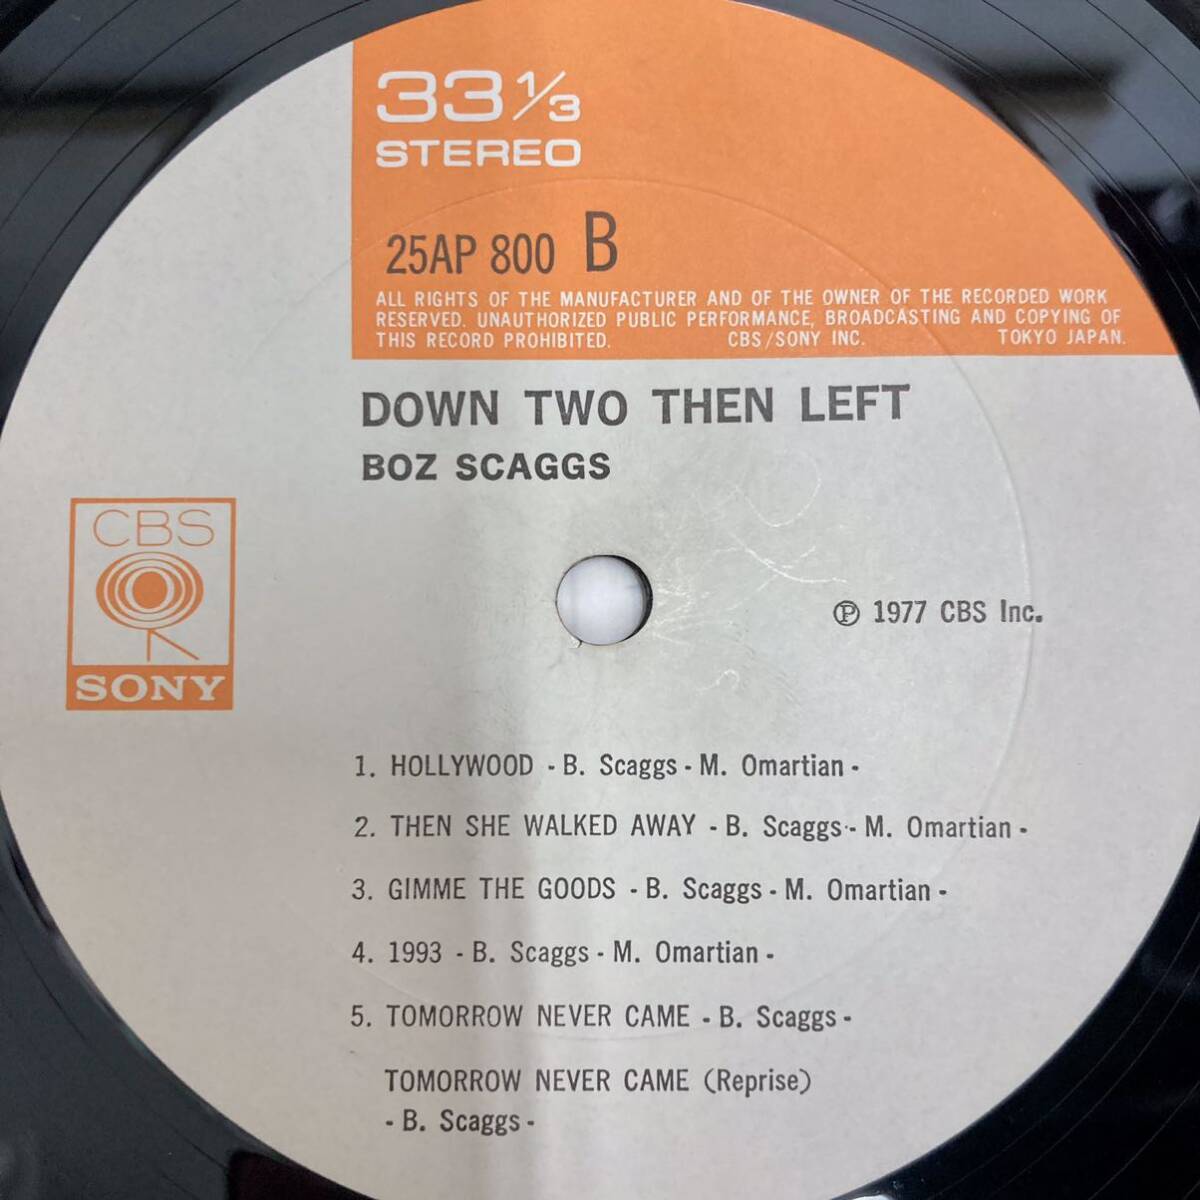 33 1/3
STEREO
25AP 800 B
ALL RIGHTS OF THE MANUFACTURER AND OF THE OWNER OF THE RECORDED WORK
RESERVED. UNAUTHORIZED PUBLIC PERFORMANCE, BROADCASTING AND COPYING OF
THIS RECORD PROHIBITED. CBS/SONY INC. TOKYO JAPAN.
DOWN TWO THEN LEFT
BOZ SCAGGS
CBS
SONY
℗ 1977 CBS Inc.
1. HOLLYWOOD - B. Scaggs - M. Omartian -
2. THEN SHE WALKED AWAY - B. Scaggs - M. Omartian -
3. GIMME THE GOODS - B. Scaggs - M. Omartian -
4. 1993 - B. Scaggs - M. Omartian -
5. TOMORROW NEVER CAME - B. Scaggs -
TOMORROW NEVER CAME (Reprise)
- B. Scaggs -